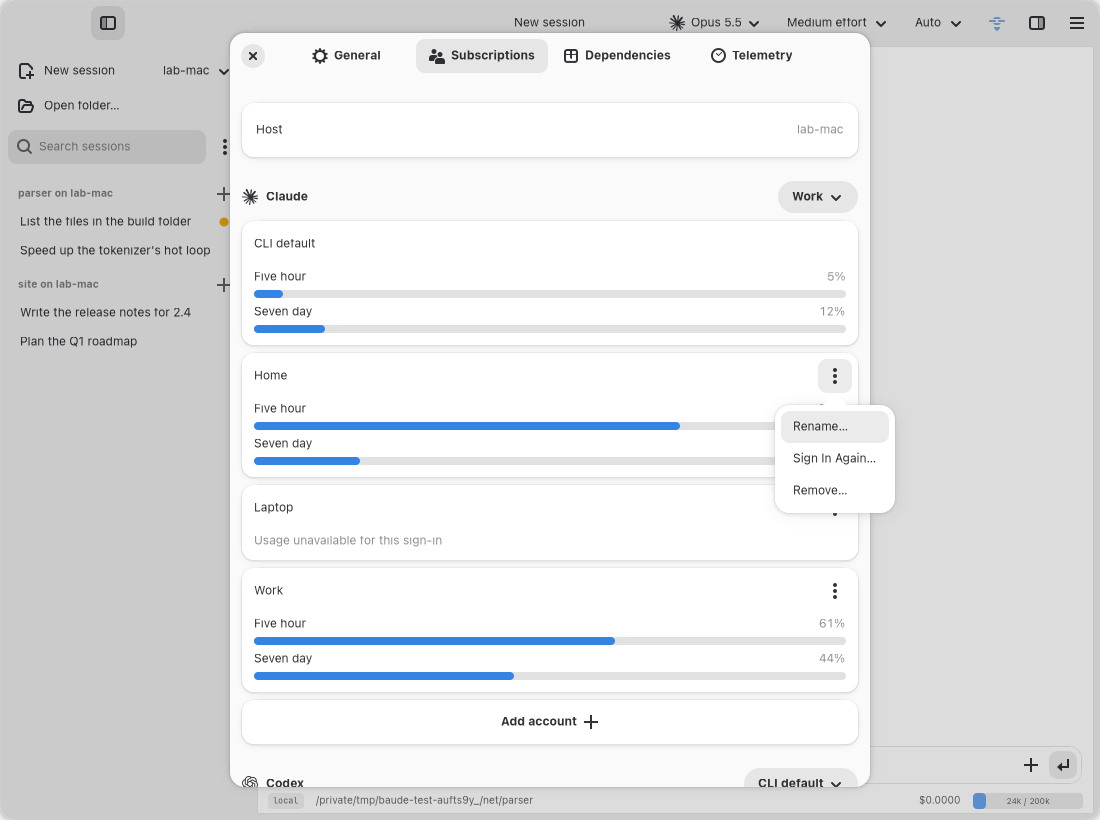 New session
Opus 5.5
Medium effort
Auto
New session
lab-mac
Open folder...
Search sessions
parser on lab-mac
List the files in the build folder
Speed up the tokenizer's hot loop
site on lab-mac
Write the release notes for 2.4
Plan the Q1 roadmap
General
Subscriptions
Dependencies
Telemetry
Host
lab-mac
Claude
Work
CLI default
Five hour
5%
Seven day
12%
Home
Five hour
Seven day
Rename...
Sign In Again...
Remove...
Laptop
Usage unavailable for this sign-in
Work
Five hour
61%
Seven day
44%
Add account
Codex
CLI default
local
/private/tmp/baude-test-aufts9y_/net/parser
$0.0000
24k / 200k